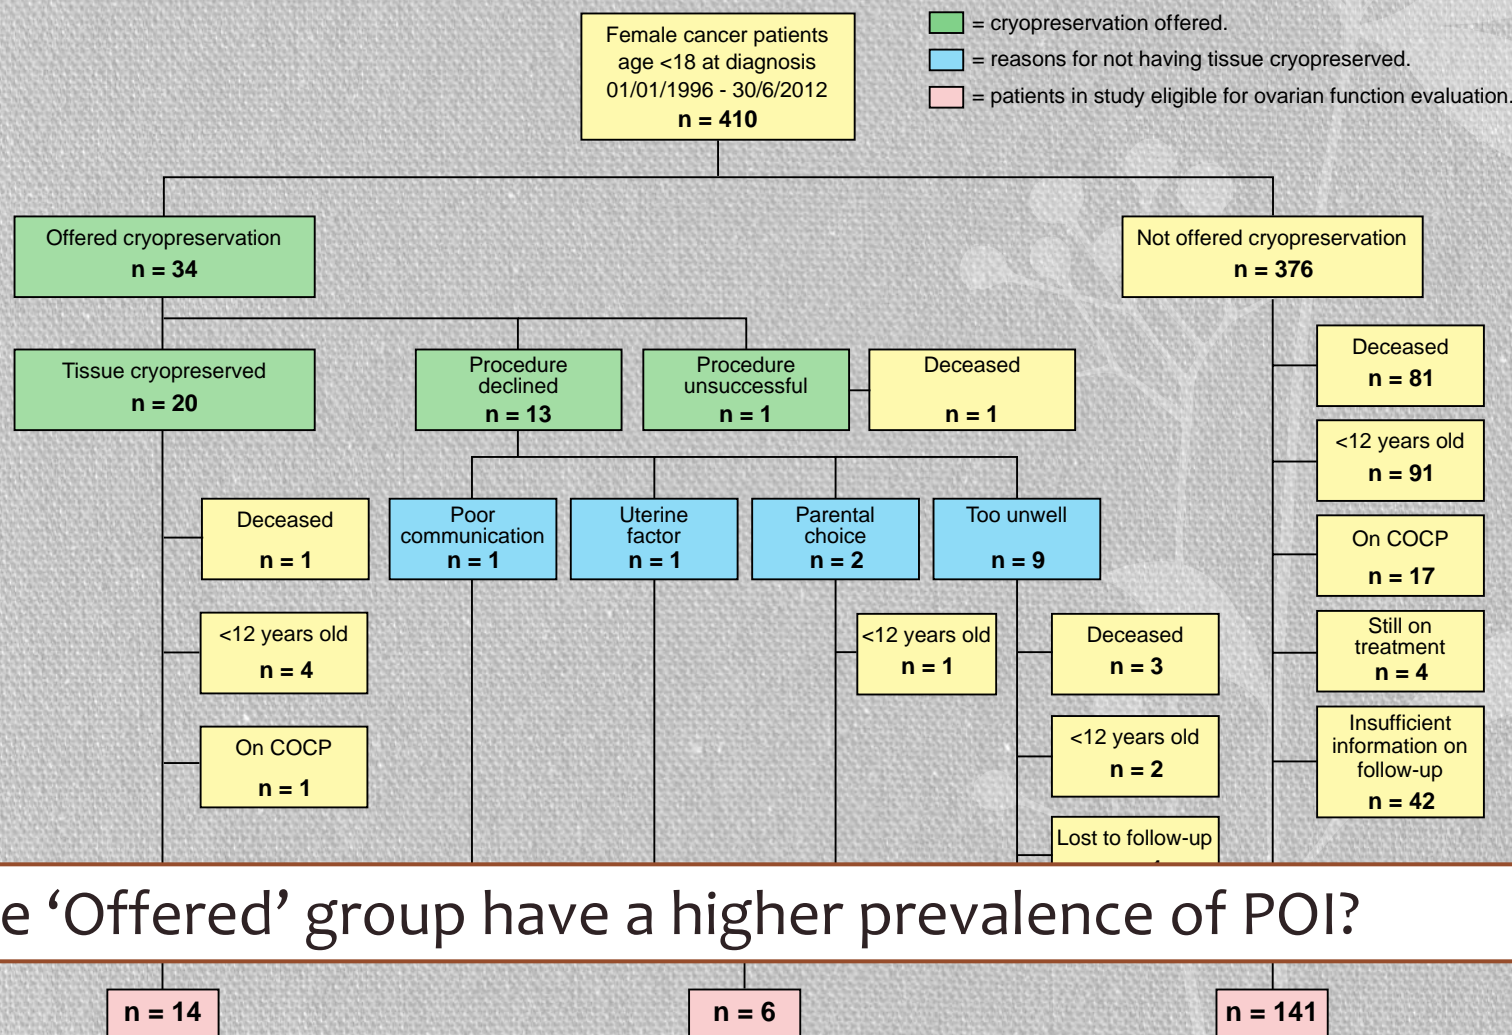 Female cancer patients
age <18 at diagnosis
01/01/1996 - 30/6/2012
n = 410
= cryopreservation offered.
= reasons for not having tissue cryopreserved.
= patients in study eligible for ovarian function evaluation.
Offered cryopreservation
n = 34
Not offered cryopreservation
n = 376
Tissue cryopreserved
n = 20
Procedure
declined
n = 13
Procedure
unsuccessful
n = 1
Deceased
n = 1
Deceased
n = 81
<12 years old
n = 91
Deceased
n = 1
Poor
communication
n = 1
Uterine
factor
n = 1
Parental
choice
n = 2
Too unwell
n = 9
On COCP
n = 17
<12 years old
n = 4
<12 years old
n = 1
Deceased
n = 3
Still on
treatment
n = 4
On COCP
n = 1
<12 years old
n = 2
Insufficient
information on
follow-up
n = 42
Lost to follow-up
e ‘Offered’ group have a higher prevalence of POI?
n = 14
n = 6
n = 141